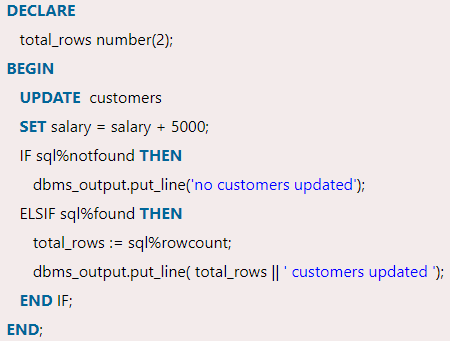 DECLARE
total_rows number(2);
BEGIN
UPDATE customers
SET salary = salary + 5000;
IF sql%notfound THEN
dbms_output.put_line('no customers updated');
ELSIF sql%found THEN
total_rows := sql%rowcount;
dbms_output.put_line( total_rows || ' customers updated ');
END IF;
END;